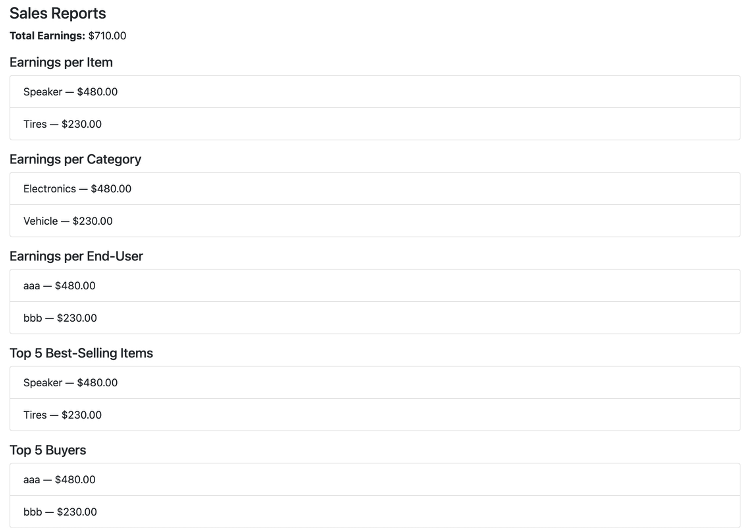 Sales Reports
Total Earnings: $710.00
Earnings per Item
Speaker — $480.00
Tires — $230.00
Earnings per Category
Electronics — $480.00
Vehicle — $230.00
Earnings per End-User
aaa — $480.00
bbb — $230.00
Top 5 Best-Selling Items
Speaker — $480.00
Tires — $230.00
Top 5 Buyers
aaa — $480.00
bbb — $230.00